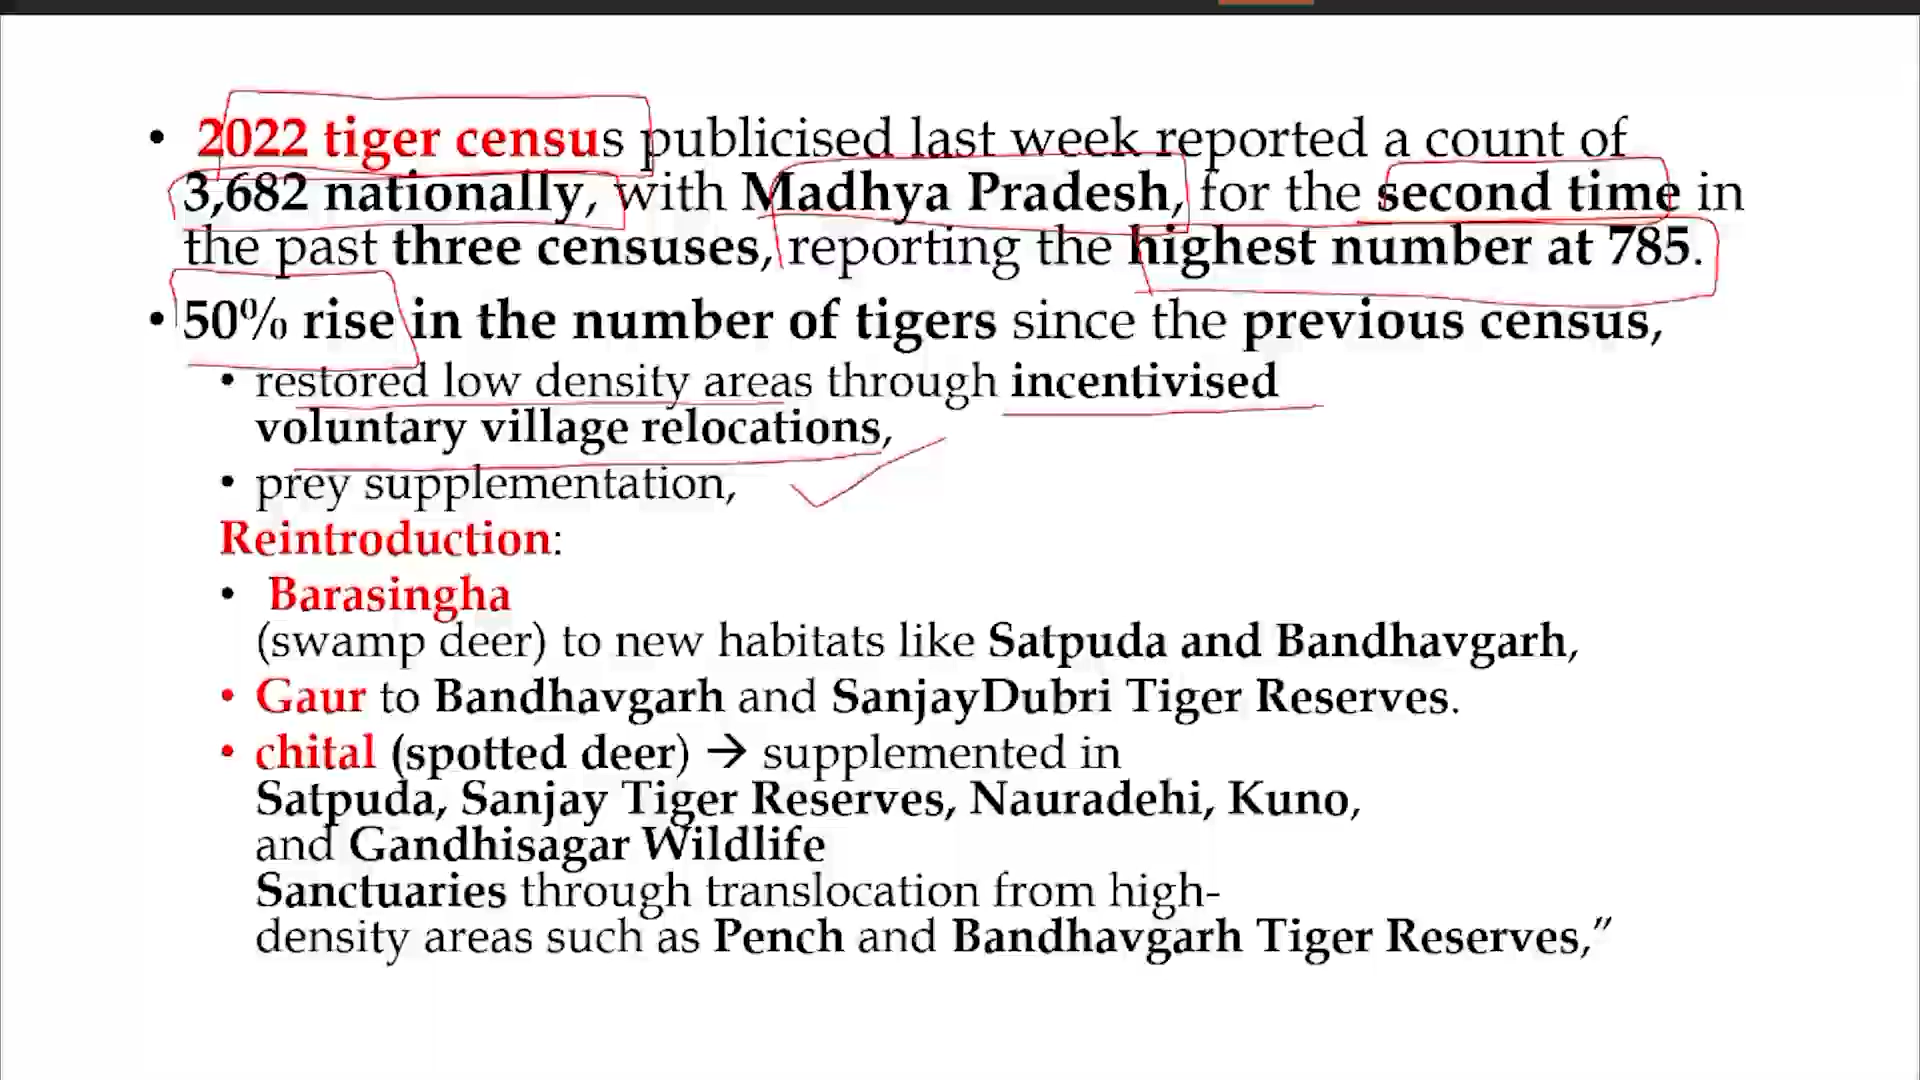 • 2022 tiger census publicised last week reported a count of
3,682 nationally, with Madhya Pradesh, for the second time in
the past three censuses, reporting the highest number at 785.
• 50% rise in the number of tigers since the previous census,
• restored low density areas through incentivised
voluntary village relocations,
• prey supplementation,
Reintroduction:
• Barasingha
(swamp deer) to new habitats like Satpuda and Bandhavgarh,
• Gaur to Bandhavgarh and SanjayDubri Tiger Reserves.
• chital (spotted deer) → supplemented in
Satpuda, Sanjay Tiger Reserves, Nauradehi, Kuno,
and Gandhisagar Wildlife
Sanctuaries through translocation from high-
density areas such as Pench and Bandhavgarh Tiger Reserves,”